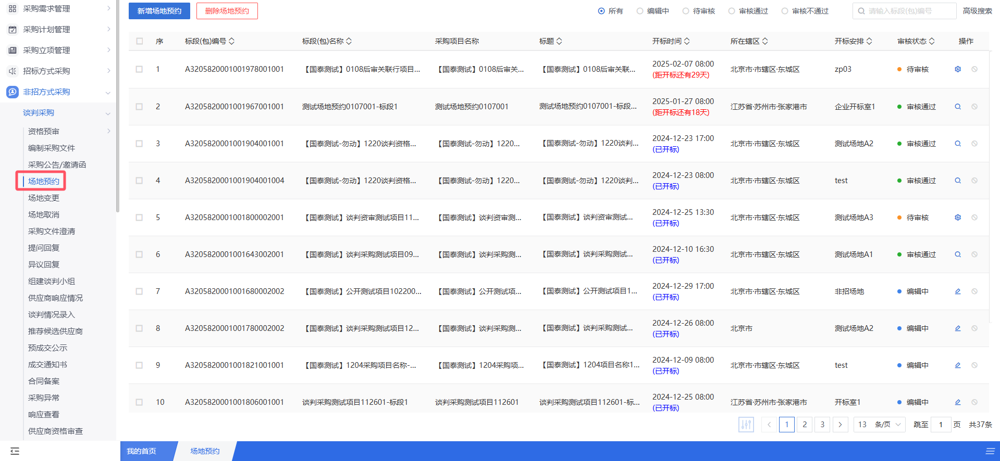 采购需求管理
采购计划管理
采购立项管理
招标方式采购
非招方式采购
谈判采购
资格预审
编制采购文件
采购公告/邀请函
场地预约
场地变更
场地取消
采购文件澄清
提问回复
异议回复
组建谈判小组
供应商响应情况
谈判情况录入
推荐候选供应商
预成交公示
成交通知书
合同备案
采购异常
响应查看
供应商资格审查
新增场地预约 删除场地预约 所有 编辑中 待审核 审核通过 审核不通过 请输入标段(包)编号 高级搜索
序 标段(包)编号 标段(包)名称 采购项目名称 标题 开标时间 所在辖区 开标安排 审核状态 操作
1 A3205820001001978001001 【国泰测试】0108后审关联行项目... 【国泰测试】0108后审关... 【国泰测试】0108后审关联... 2025-02-07 08:00 北京市·市辖区·东城区 zp03 待审核
(距开标还有29天)
2 A3205820001001967001001 测试场地预约0107001-标段1 测试场地预约0107001 测试场地预约0107001-标段... 2025-01-27 08:00 江苏省·苏州市·张家港市 企业开标室1 审核通过
(距开标还有18天)
3 A3205820001001904001001 【国泰测试-勿动】1220谈判资格... 【国泰测试-勿动】1220... 【国泰测试-勿动】1220谈判... 2024-12-23 17:00 北京市·市辖区·东城区 测试场地A2 审核通过
(已开标)
4 A3205820001001904001004 【国泰测试-勿动】1220谈判资格... 【国泰测试-勿动】1220... 【国泰测试-勿动】1220谈判... 2024-12-23 08:00 北京市·市辖区·东城区 test 审核通过
(已开标)
5 A3205820001001800002001 【国泰测试】谈判资审测试项目11... 【国泰测试】谈判资审测... 【国泰测试】谈判资审测试... 2024-12-25 13:30 北京市·市辖区·东城区 测试场地A3 待审核
(已开标)
6 A3205820001001643002001 【国泰测试】谈判采购测试项目09... 【国泰测试】谈判采购测... 【国泰测试】谈判采购测试... 2024-12-10 16:30 北京市·市辖区·东城区 测试场地A1 审核通过
(已开标)
7 A3205820001001680002002 【国泰测试】公开测试项目102200... 【国泰测试】公开测试项... 【国泰测试】公开测试项目1... 2024-12-29 17:00 北京市·市辖区·东城区 非招场地 编辑中
(已开标)
8 A3205820001001780002002 【国泰测试】谈判采购测试项目12... 【国泰测试】谈判采购测... 【国泰测试】谈判采购测试... 2024-12-26 08:00 北京市 测试场地A2 编辑中
(已开标)
9 A3205820001001821001001 【国泰测试】1204采购项目名称-... 【国泰测试】1204采购项... 【国泰测试】1204项目名称1... 2024-12-09 08:00 北京市·市辖区·东城区 test 编辑中
(已开标)
10 A3205820001001806001001 谈判采购测试项目112601-标段1 谈判采购测试项目112601 谈判采购测试项目112601-标... 2024-12-25 08:00 江苏省·苏州市·张家港市 开标室1 编辑中
(已开标)
1 2 3 13 条/页 跳至 1 页 共37条
我的首页 场地预约